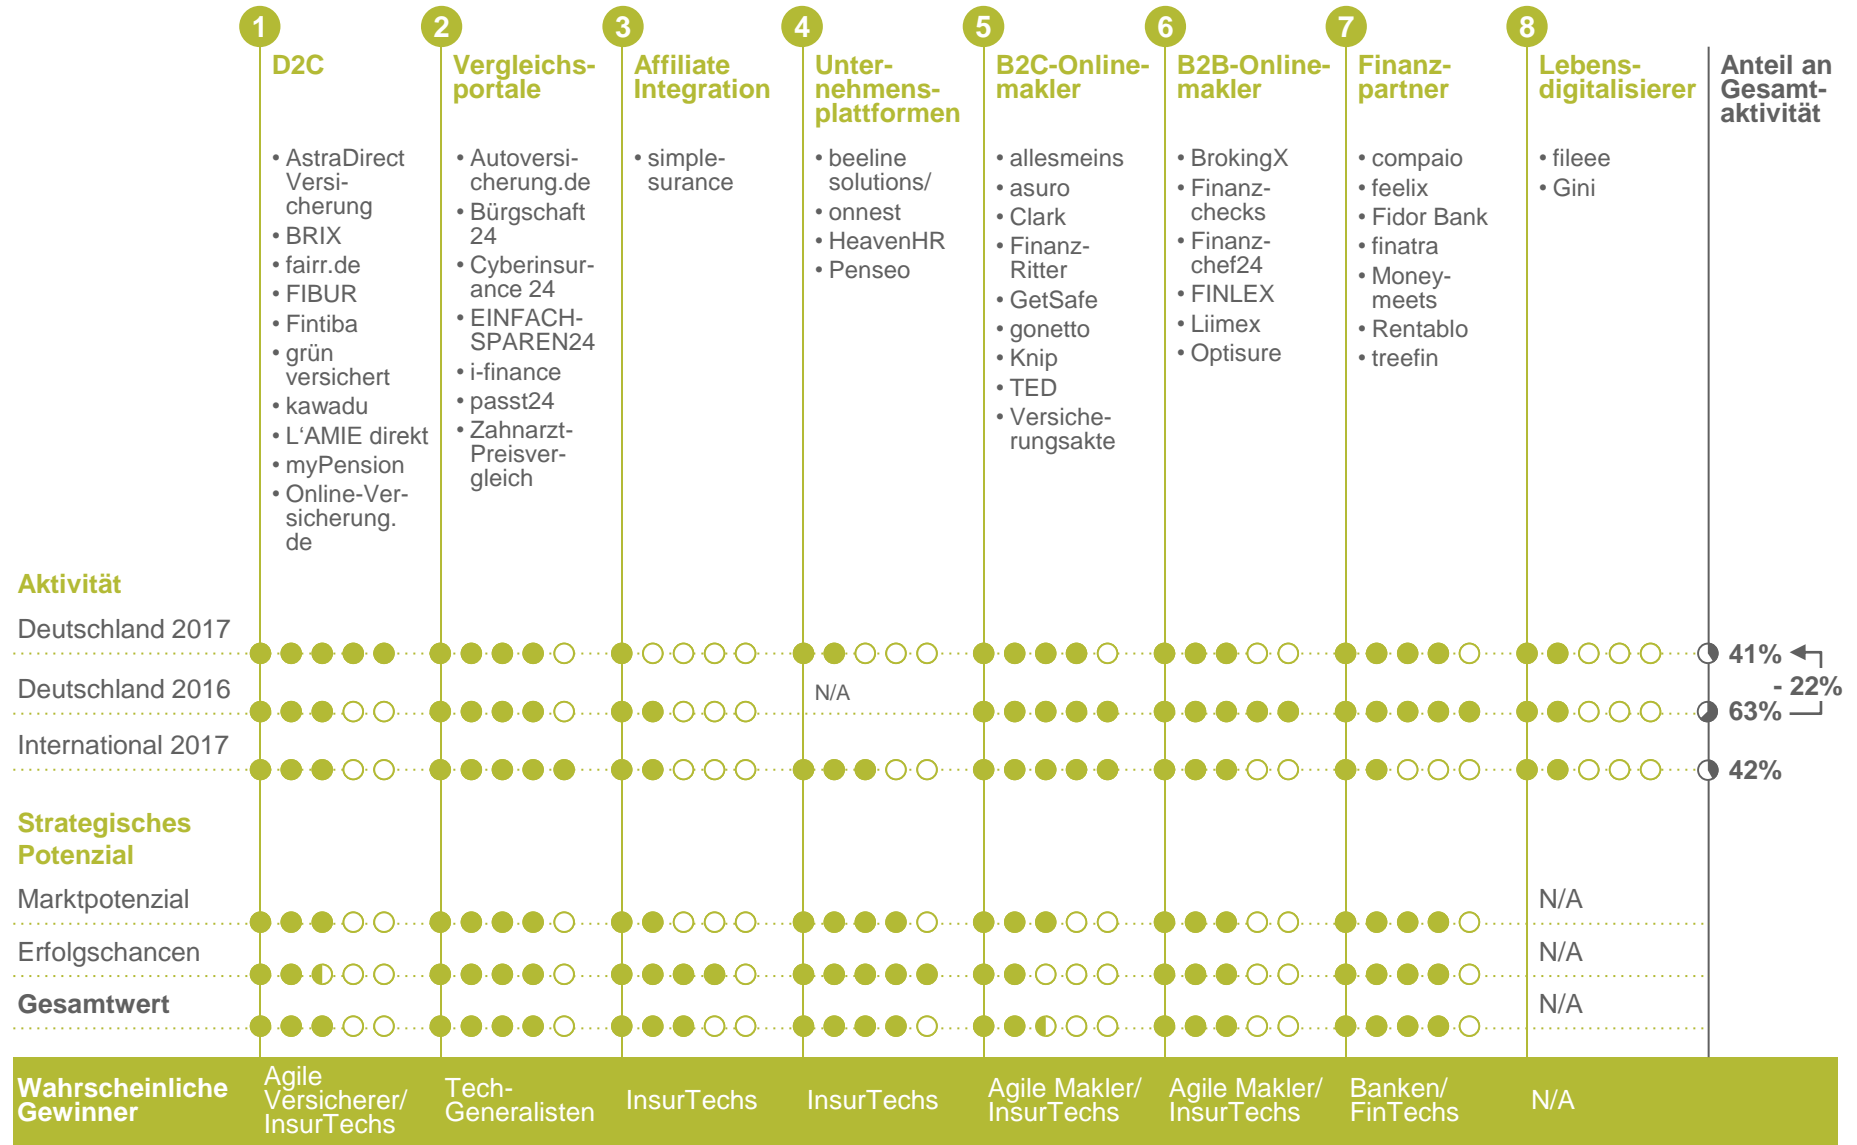 1
D2C
• AstraDirect
Versi-
cherung
• BRIX
• fairr.de
• FIBUR
• Fintiba
• grün
versichert
• kawadu
• L‘AMIE direkt
• myPension
• Online-Ver-
sicherung.
de
2
Vergleichs-
portale
• Autoversi-
cherung.de
• Bürgschaft
24
• Cyberinsur-
ance 24
• EINFACH-
SPAREN24
• i-finance
• passt24
• Zahnarzt-
Preisver-
gleich
3
Affiliate
Integration
• simple-
surance
4
Unter-
nehmens-
plattformen
• beeline
solutions/
• onnest
• HeavenHR
• Penseo
5
B2C-Online-
makler
• allesmeins
• asuro
• Clark
• Finanz-
Ritter
• GetSafe
• gonetto
• Knip
• TED
• Versiche-
rungsakte
6
B2B-Online-
makler
• BrokingX
• Finanz-
checks
• Finanz-
chef24
• FINLEX
• Liimex
• Optisure
7
Finanz-
partner
• compaio
• feelix
• Fidor Bank
• finatra
• Money-
meets
• Rentablo
• treefin
8
Lebens-
digitalisierer
• fileee
• Gini
Anteil an
Gesamt-
aktivität
Aktivität
Deutschland 2017
41%
- 22%
Deutschland 2016
N/A
63%
International 2017
42%
Strategisches
Potenzial
Marktpotenzial
N/A
Erfolgschancen
N/A
Gesamtwert
N/A
Wahrscheinliche
Gewinner
Agile
Versicherer/
InsurTechs
Tech-
Generalisten
InsurTechs
InsurTechs
Agile Makler/
InsurTechs
Agile Makler/
InsurTechs
Banken/
FinTechs
N/A